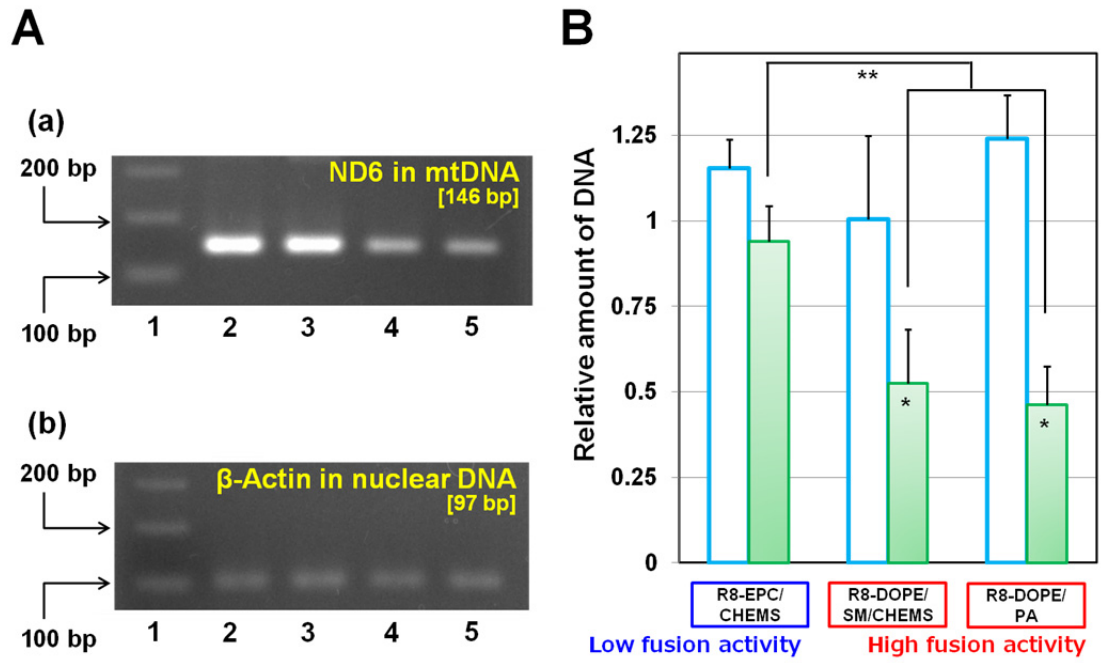 A
(a)
200 bp
ND6 in mtDNA
[146 bp]
100 bp
1 2 3 4 5
(b)
200 bp
β-Actin in nuclear DNA
[97 bp]
100 bp
1 2 3 4 5
B
Relative amount of DNA
1.25
1
0.75
0.5
0.25
0
**
*
*
R8-EPC/
CHEMS
R8-DOPE/
SM/CHEMS
R8-DOPE/
PA
Low fusion activity
High fusion activity